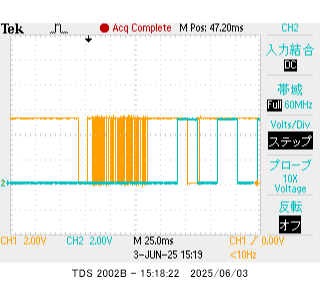 Tek
Acq Complete
M Pos: 47.20ms
CH2
入力結合
DC
帯域
Full 60MHz
Volts/Div
ステップ
プローブ
10X
Voltage
反転
オフ
2
CH1 2.00V
CH2 2.00V
M 25.0ms
CH1 / 0.00V
3-JUN-25 15:19
<10Hz
TDS 2002B - 15:18:22 2025/06/03